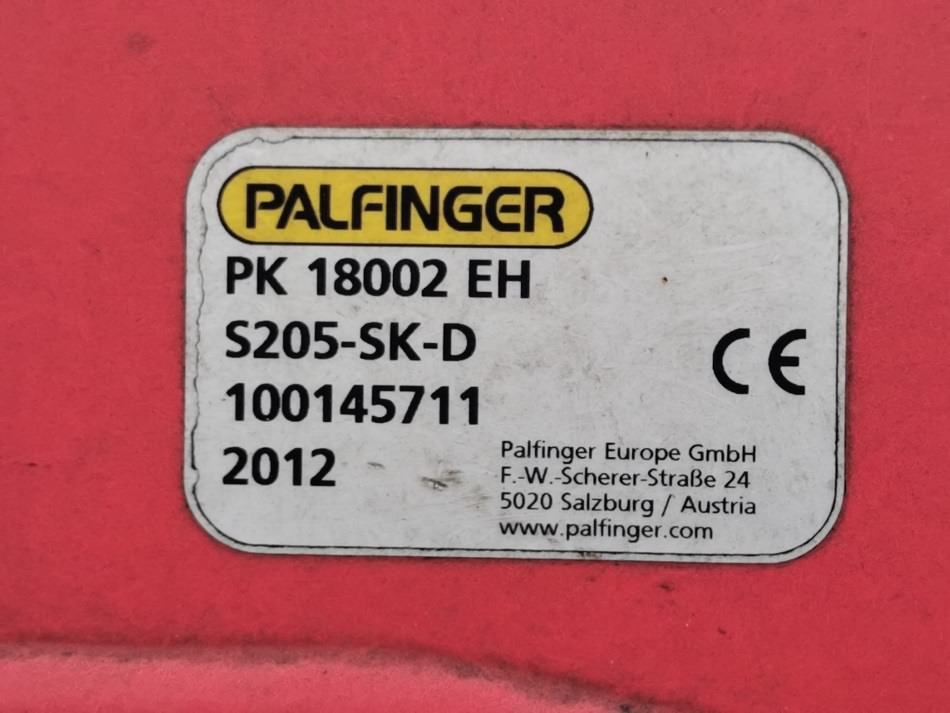 PALFINGER
PK 18002 EH
S205-SK-D
100145711
2012
CE
Palfinger Europe GmbH
F.-W.-Scherer-Straße 24
5020 Salzburg / Austria
www.palfinger.com